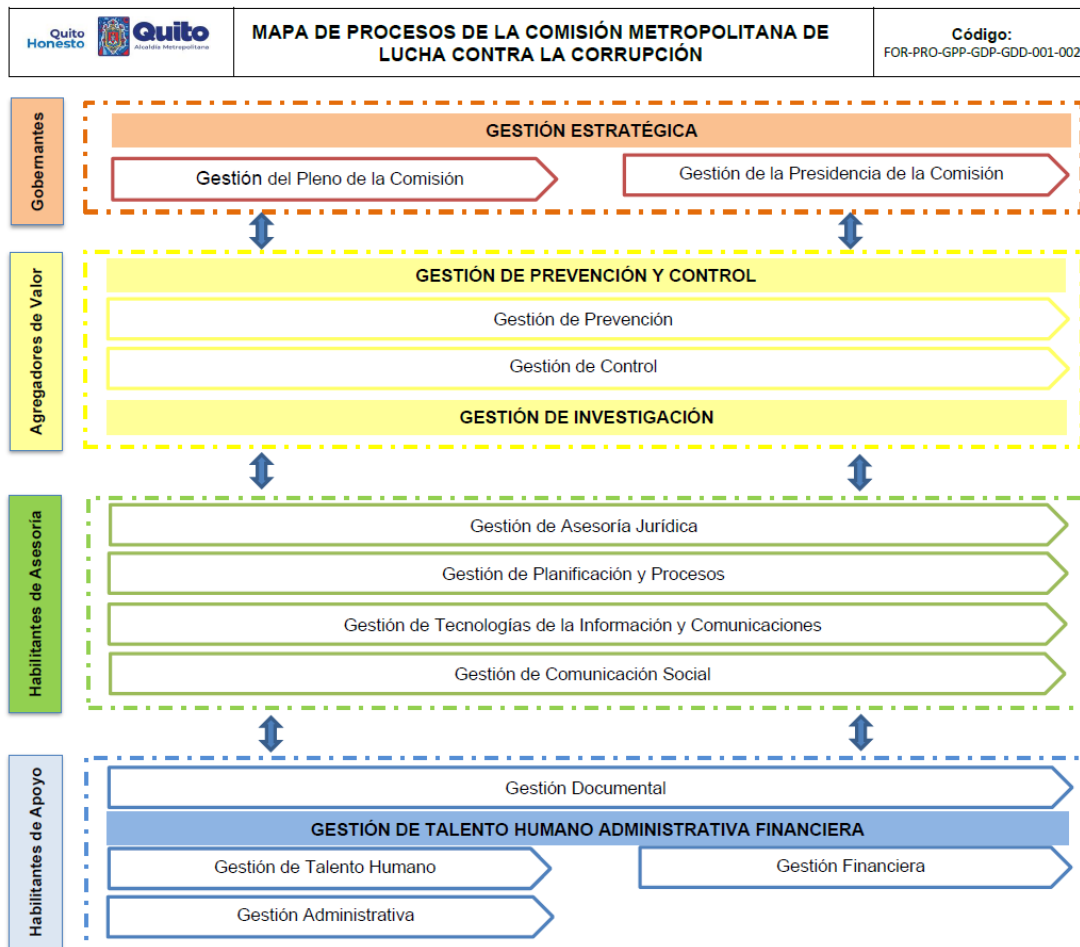 Quito
Honesto
Quito
Alcaldía Metropolitana
MAPA DE PROCESOS DE LA COMISIÓN METROPOLITANA DE
LUCHA CONTRA LA CORRUPCIÓN
Código:
FOR-PRO-GPP-GDP-GDD-001-002
Gobernantes
GESTIÓN ESTRATÉGICA
Gestión del Pleno de la Comisión
Gestión de la Presidencia de la Comisión
Agregadores de Valor
GESTIÓN DE PREVENCIÓN Y CONTROL
Gestión de Prevención
Gestión de Control
GESTIÓN DE INVESTIGACIÓN
Habilitantes de Asesoría
Gestión de Asesoría Jurídica
Gestión de Planificación y Procesos
Gestión de Tecnologías de la Información y Comunicaciones
Gestión de Comunicación Social
Habilitantes de Apoyo
Gestión Documental
GESTIÓN DE TALENTO HUMANO ADMINISTRATIVA FINANCIERA
Gestión de Talento Humano
Gestión Financiera
Gestión Administrativa